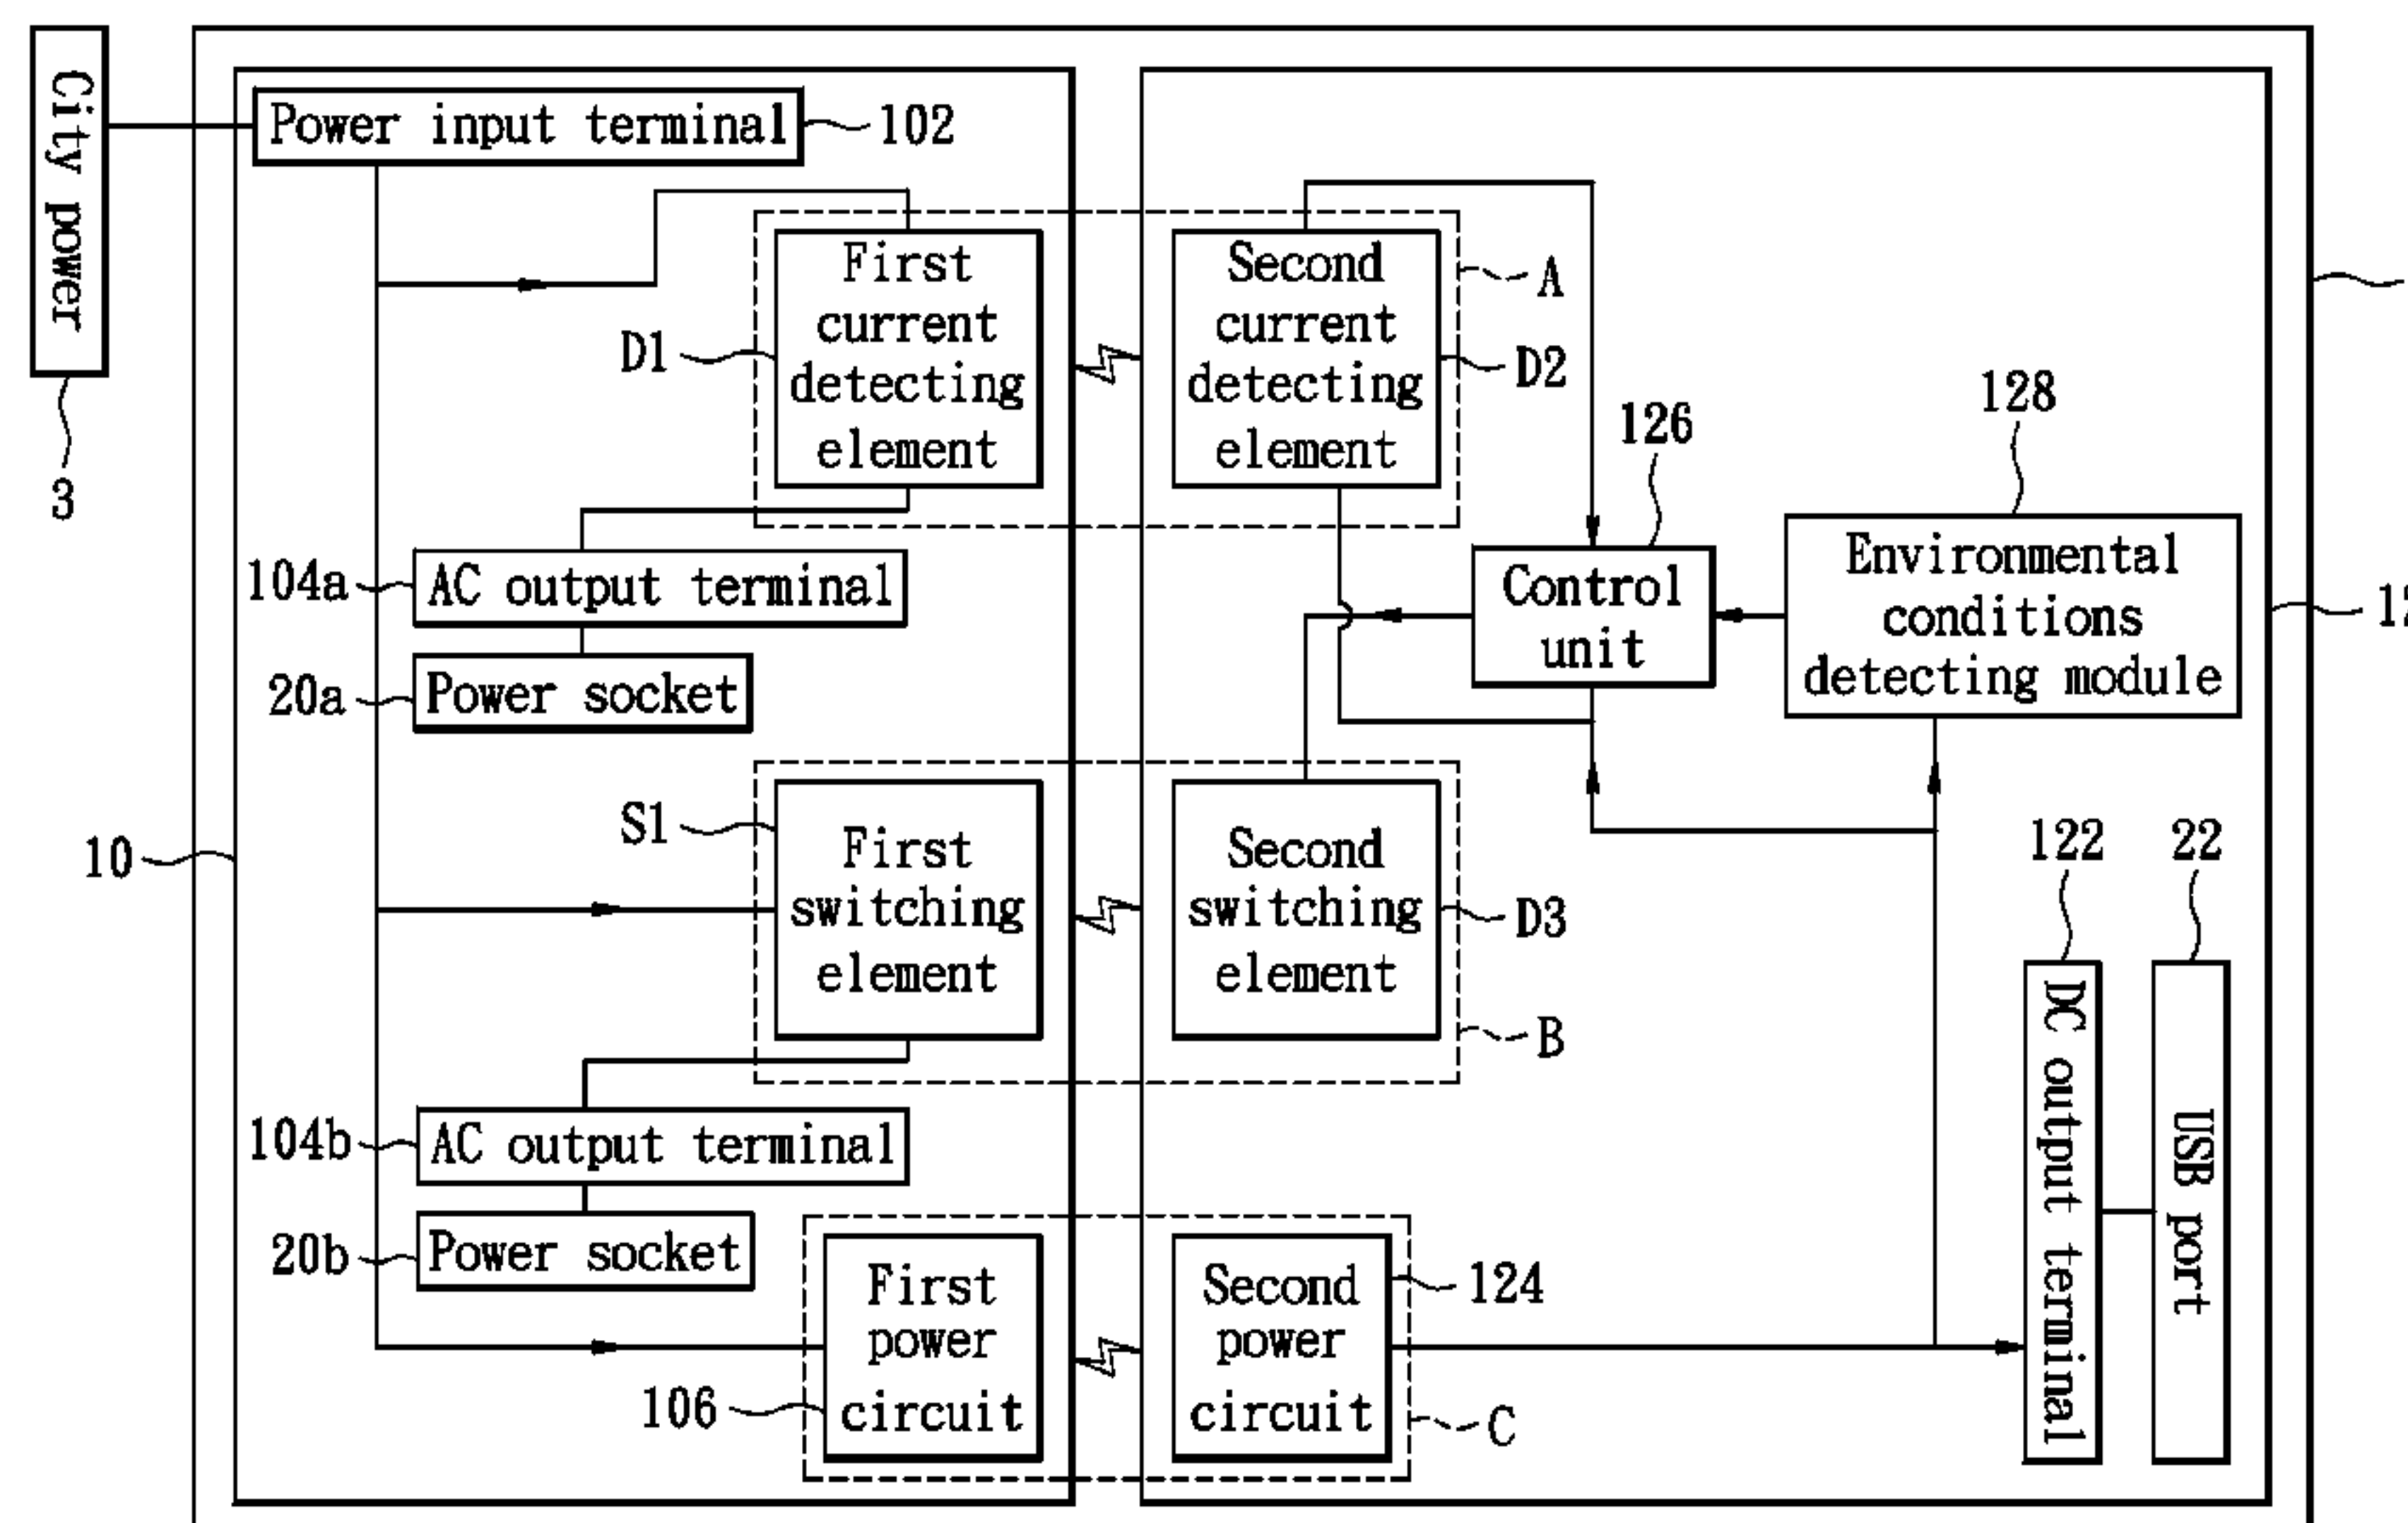 City power
3
Power input terminal
102
First
current
detecting
element
D1
Second
current
detecting
element
A
D2
104a
AC output terminal
20a
Power socket
126
Control
unit
128
Environmental
conditions
detecting module
10
S1
First
switching
element
Second
switching
element
D3
B
122
DC output terminal
22
USB port
104b
AC output terminal
20b
Power socket
106
First
power
circuit
Second
power
circuit
124
C